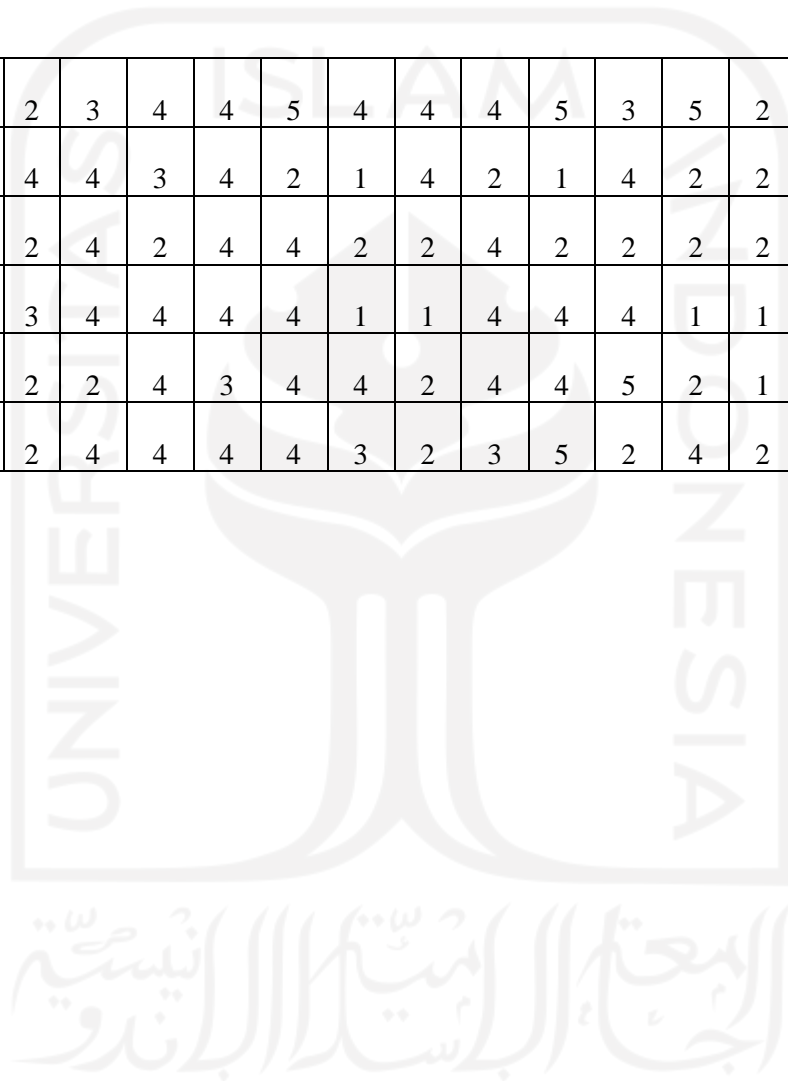 ISLAM
2 3 4 4 5 4 4 4 5 3 5 2
4 4 3 4 2 1 4 2 1 4 2 2
2 4 2 4 4 2 2 4 2 2 2 2
3 4 4 4 4 1 1 4 4 4 1 1
2 2 4 3 4 4 2 4 4 5 2 1
2 4 4 4 4 3 2 3 5 2 4 2
UNIVERSITAS
INDONESIA